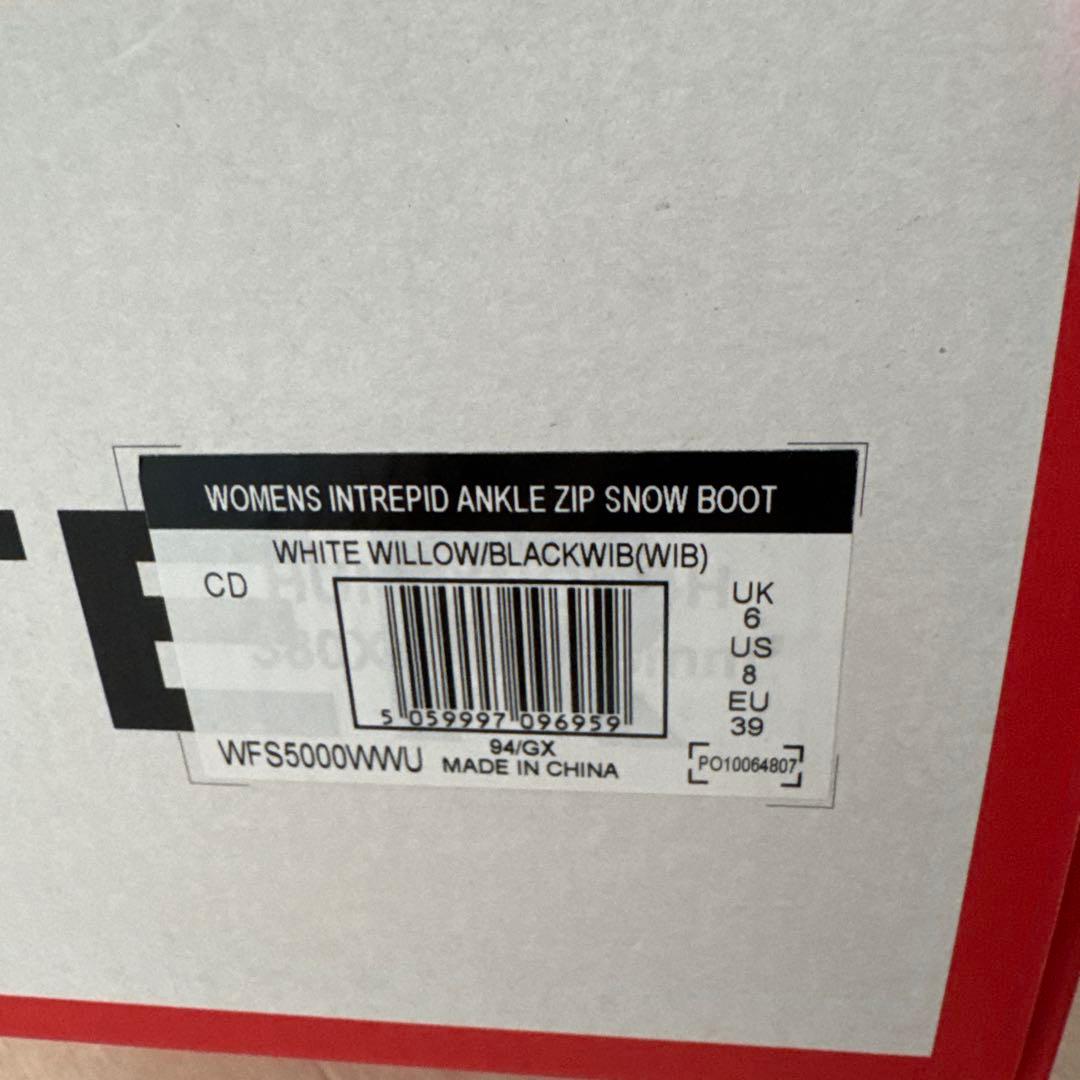 WOMENS INTREPID ANKLE ZIP SNOW BOOT
WHITE WILLOW/BLACKWIB(WIB)
CD
UK
6
US
8
EU
39
5 059997 096959
WFS5000WWU
94/GX
MADE IN CHINA
PO10064807
TE